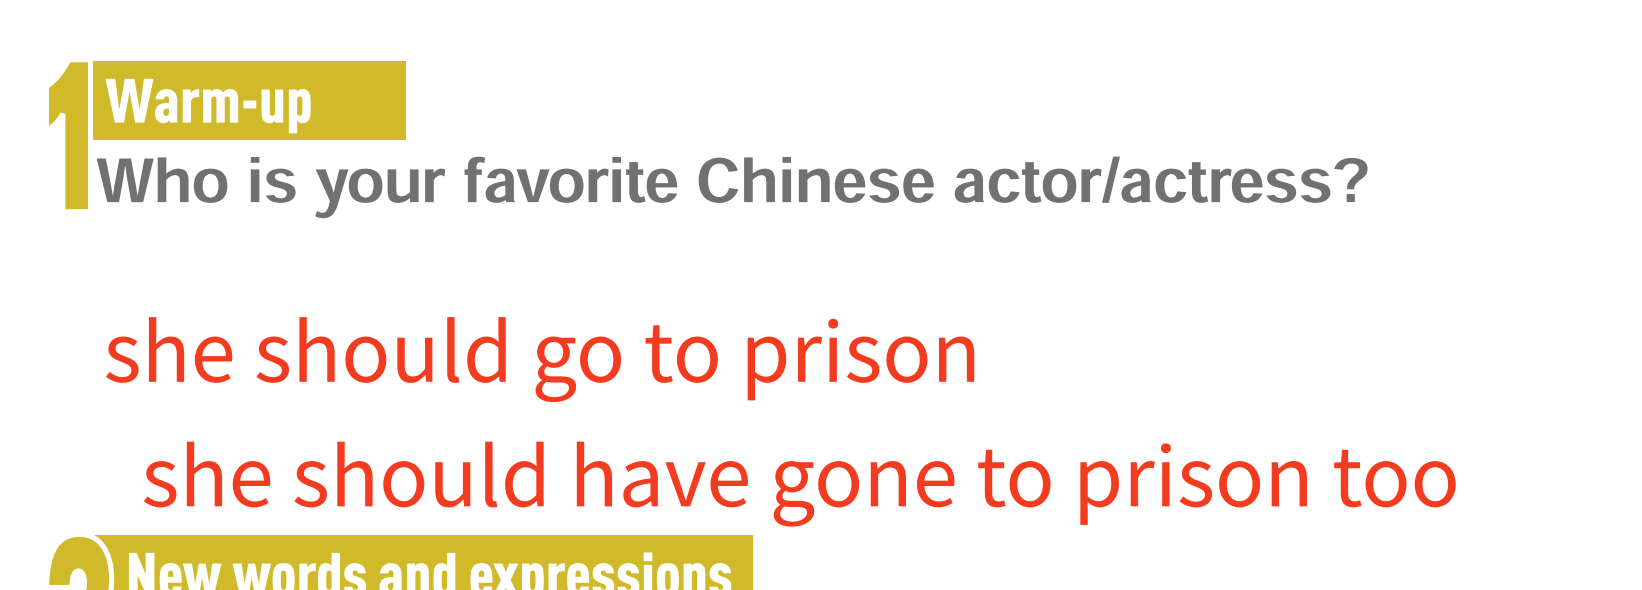 1 Warm-up
Who is your favorite Chinese actor/actress?
she should go to prison
she should have gone to prison too
New words and expressions